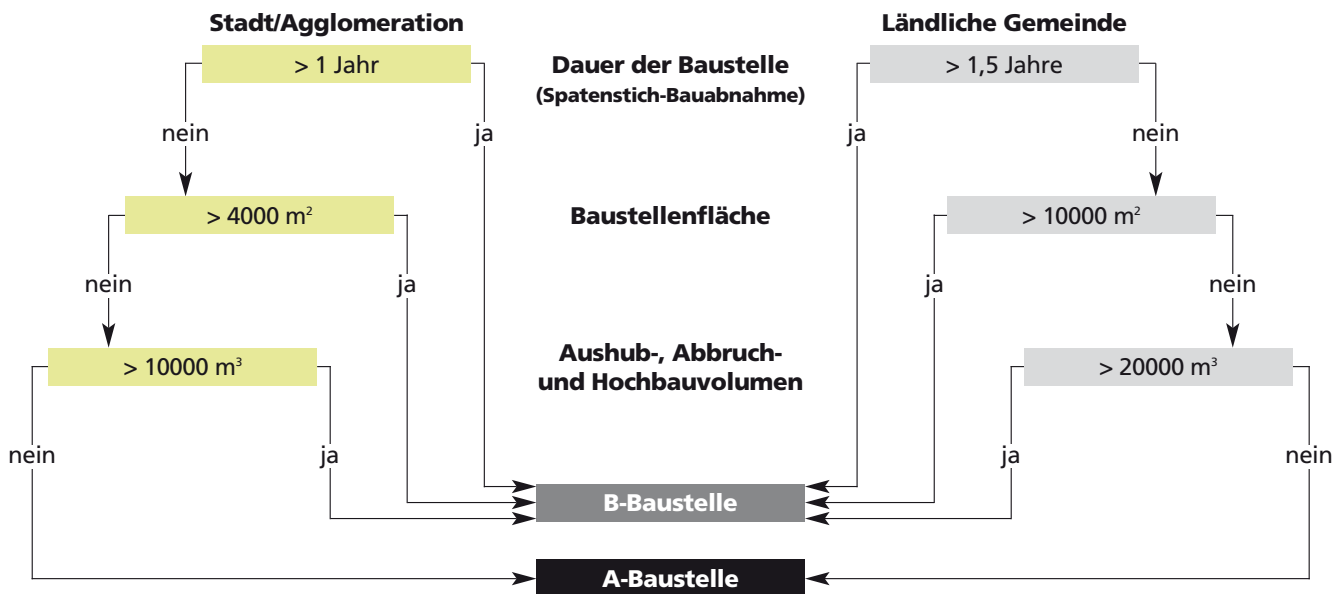 Stadt/Agglomeration
Ländliche Gemeinde
> 1 Jahr
Dauer der Baustelle
(Spatenstich-Bauabnahme)
> 1,5 Jahre
nein
ja
ja
nein
> 4000 m²
Baustellenfläche
> 10000 m²
nein
ja
ja
nein
> 10000 m³
Aushub-, Abbruch-
und Hochbauvolumen
> 20000 m³
nein
ja
ja
nein
B-Baustelle
A-Baustelle